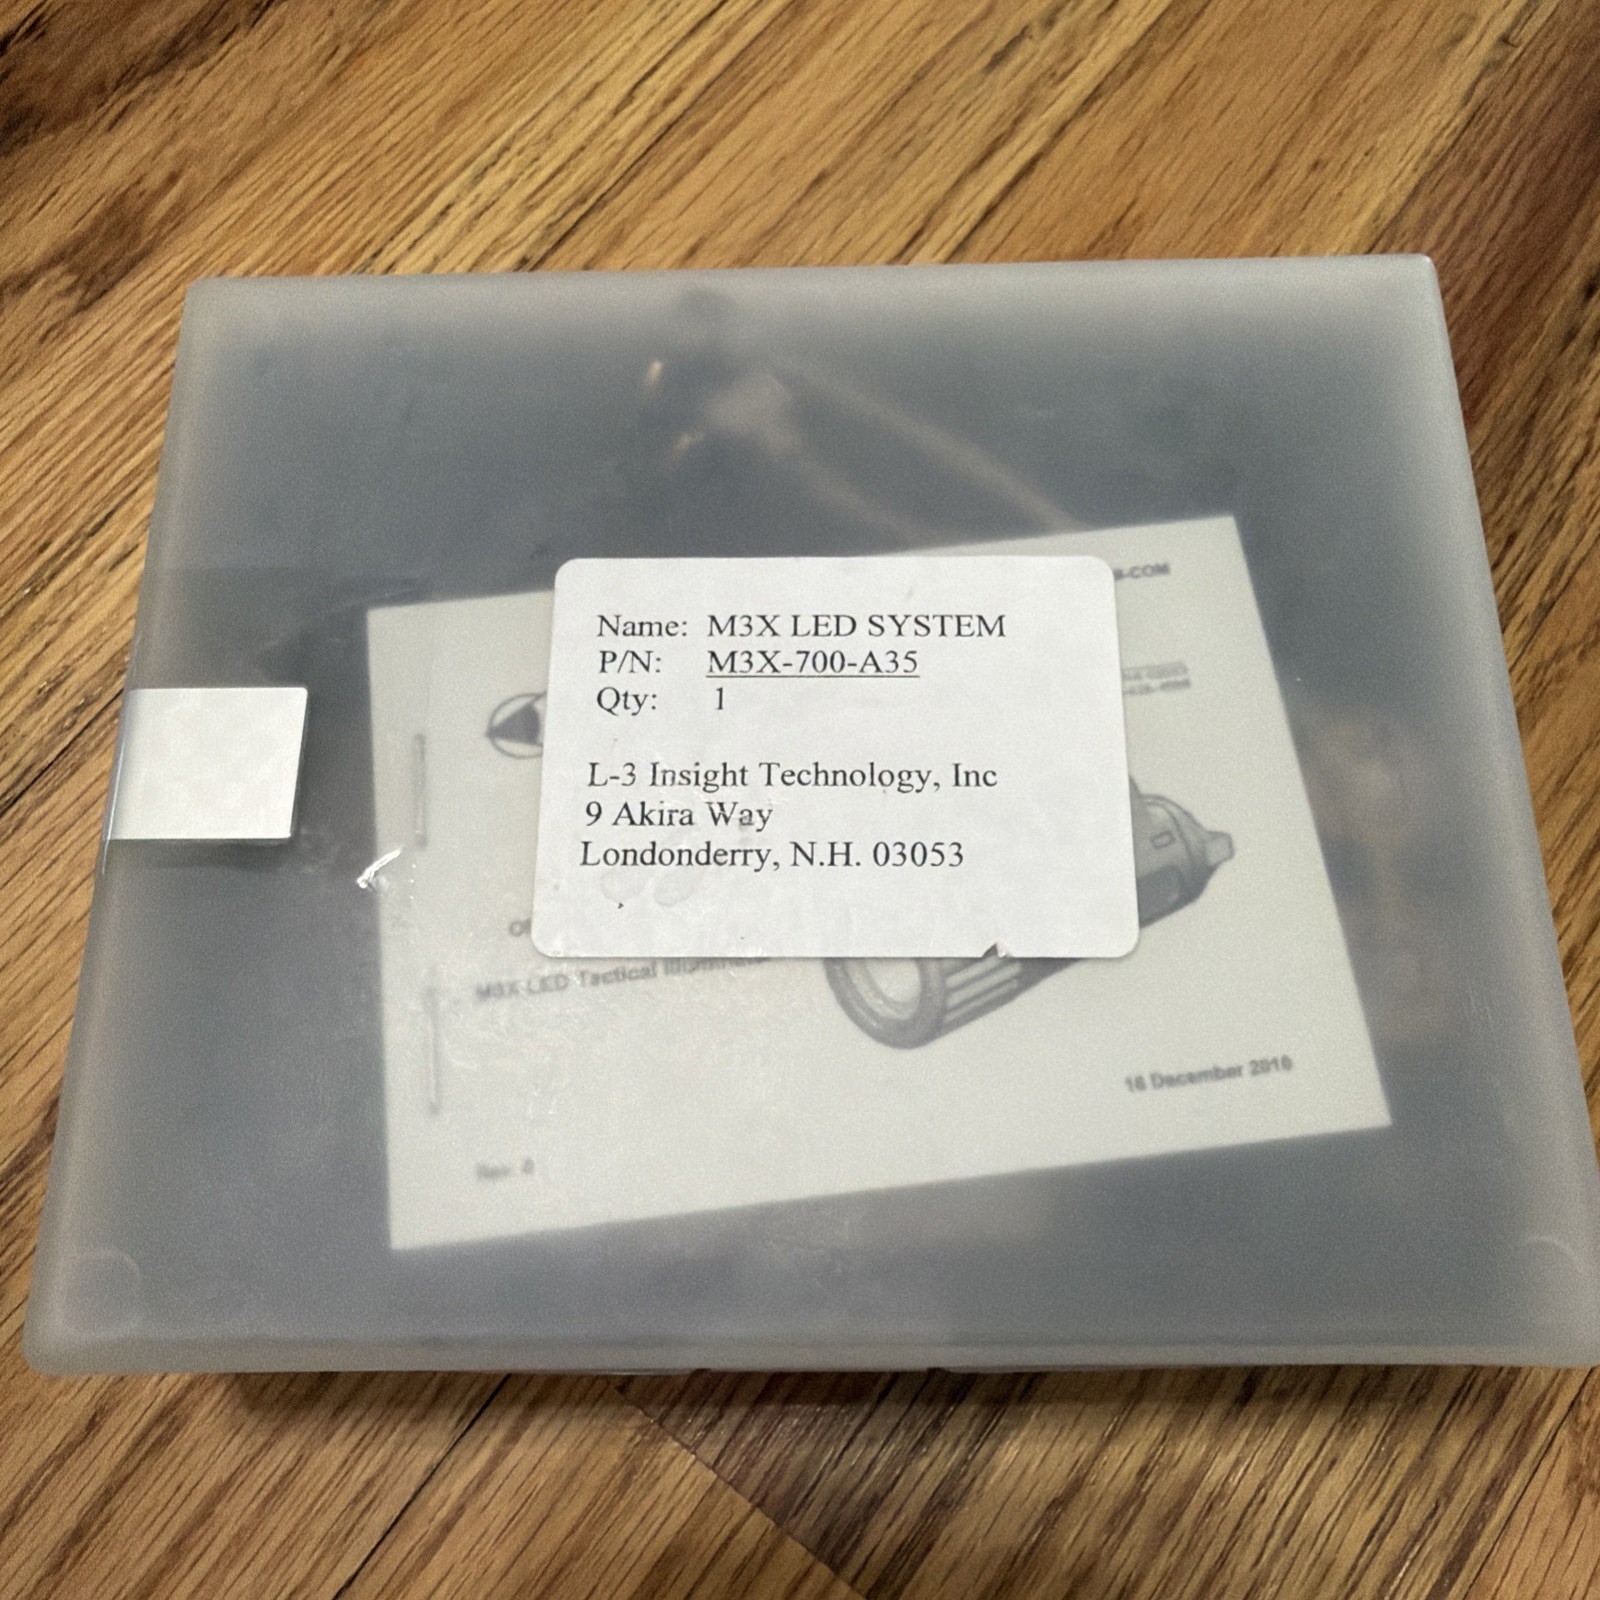 Name: M3X LED SYSTEM
P/N: M3X-700-A35
Qty: 1
L-3 Insight Technology, Inc
9 Akira Way
Londonderry, N.H. 03053
M3X LED Tactical
16 December 2010
Rev.